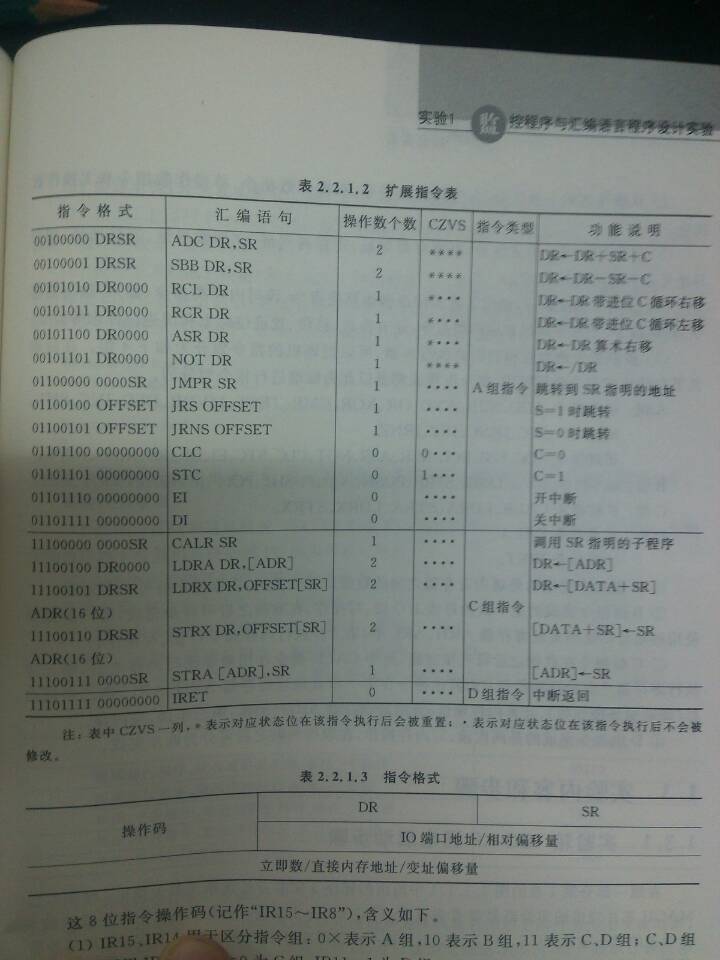 实验1 监控程序与汇编语言程序设计实验
表 2.2.1.2 扩展指令表
指令格式 汇编语句 操作数个数 CZVS 指令类型 功能说明
00100000 DRSR ADC DR,SR 2 **** DR←DR+SR+C
00100001 DRSR SBB DR,SR 2 **** DR←DR-SR-C
00101010 DR0000 RCL DR 1 *··· DR←DR 带进位 C 循环右移
00101011 DR0000 RCR DR 1 *··· DR←DR 带进位 C 循环左移
00101100 DR0000 ASR DR 1 *··· DR←DR 算术右移
00101101 DR0000 NOT DR 1 **** DR←/DR
01100000 0000SR JMPR SR 1 ···· A 组指令 跳转到 SR 指明的地址
01100100 OFFSET JRS OFFSET 1 ···· S=1 时跳转
01100101 OFFSET JRNS OFFSET 1 ···· S=0 时跳转
01101100 00000000 CLC 0 0··· C=0
01101101 00000000 STC 0 1··· C=1
01101110 00000000 EI 0 ···· 开中断
01101111 00000000 DI 0 ···· 关中断
11100000 0000SR CALR SR 1 ···· 调用 SR 指明的子程序
11100100 DR0000 LDRA DR,[ADR] 2 ···· DR←[ADR]
11100101 DRSR LDRX DR,OFFSET[SR] 2 ···· DR←[DATA+SR]
ADR(16 位) C 组指令
11100110 DRSR STRX DR,OFFSET[SR] 2 ···· [DATA+SR]←SR
ADR(16 位)
11100111 0000SR STRA [ADR],SR 1 ···· [ADR]←SR
11101111 00000000 IRET 0 ···· D 组指令 中断返回
注：表中 CZVS 一列，* 表示对应状态位在该指令执行后会被重置；· 表示对应状态位在该指令执行后不会被
修改。
表 2.2.1.3 指令格式
操作码 DR SR
IO 端口地址/相对偏移量
立即数/直接内存地址/变址偏移量
这 8 位指令操作码(记作“IR15～IR8”)，含义如下。
(1) IR15、IR14 用于区分指令组：0×表示 A 组，10 表示 B 组，11 表示 C、D 组；C、D 组